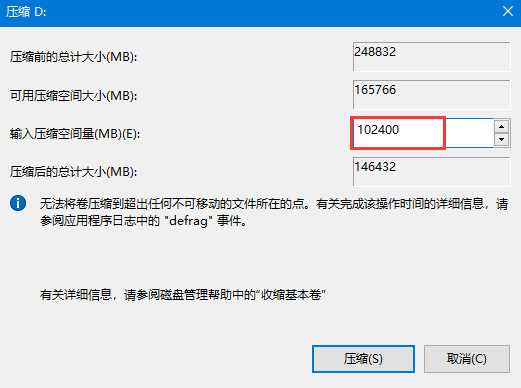 压缩 D:
压缩前的总计大小(MB):
248832
可用压缩空间大小(MB):
165766
输入压缩空间量(MB)(E):
102400
压缩后的总计大小(MB):
146432
无法将卷压缩到超出任何不可移动的文件所在的点。有关完成该操作时间的详细信息，请
参阅应用程序日志中的 "defrag" 事件。
有关详细信息，请参阅磁盘管理帮助中的“收缩基本卷”
压缩(S)
取消(C)